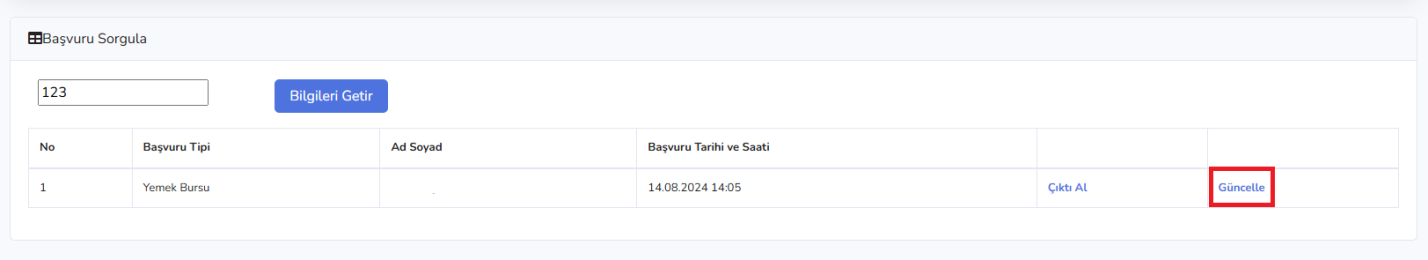 Başvuru Sorgula
123
Bilgileri Getir
No Başvuru Tipi Ad Soyad Başvuru Tarihi ve Saati
1 Yemek Bursu 14.08.2024 14:05 Çıktı Al Güncelle